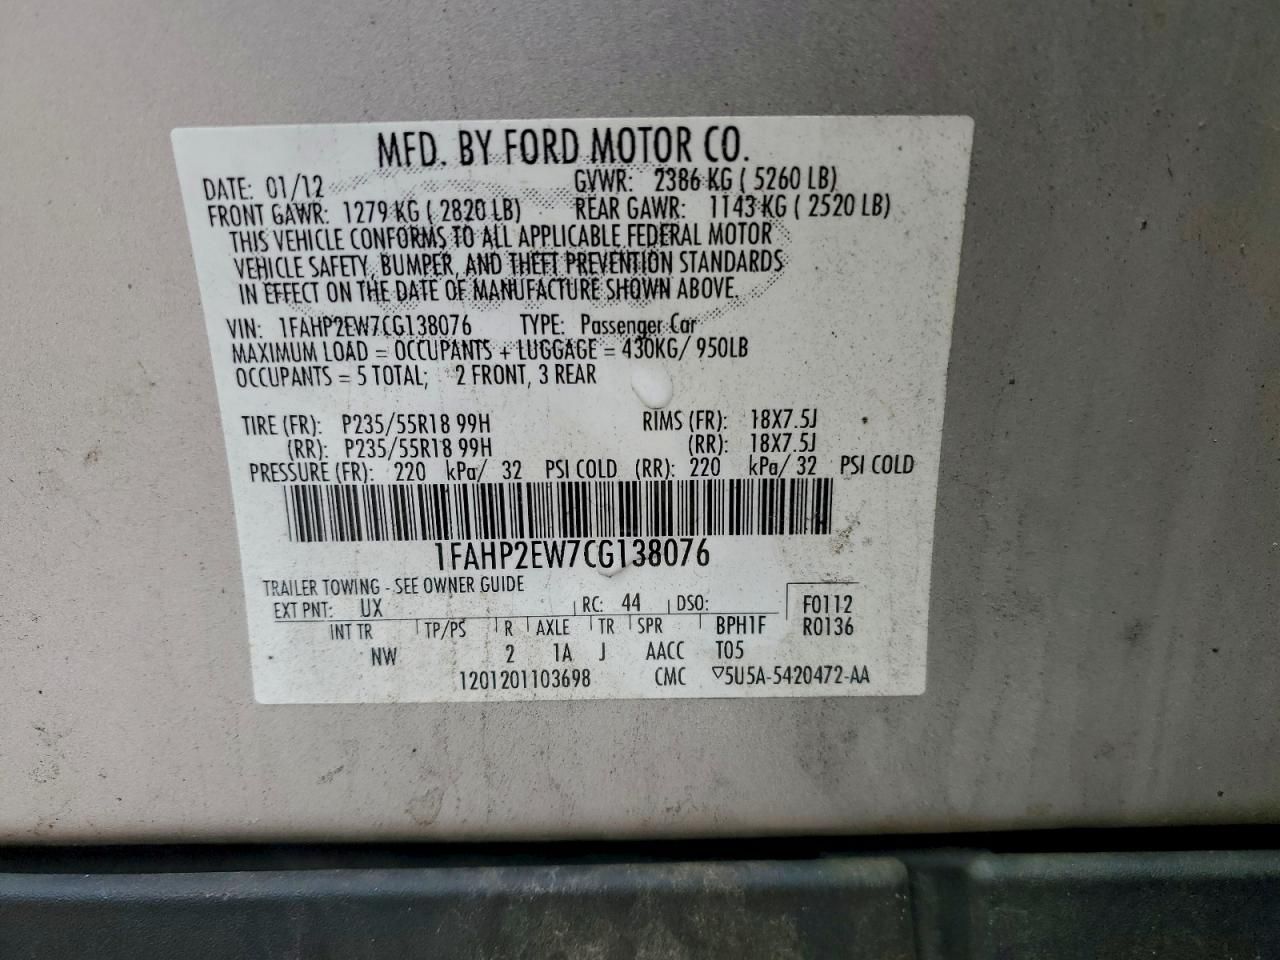 MFD. BY FORD MOTOR CO.
DATE: 01/12 GVWR: 2386 KG ( 5260 LB)
FRONT GAWR: 1279 KG ( 2820 LB) REAR GAWR: 1143 KG ( 2520 LB)
THIS VEHICLE CONFORMS TO ALL APPLICABLE FEDERAL MOTOR
VEHICLE SAFETY, BUMPER, AND THEFT PREVENTION STANDARDS
IN EFFECT ON THE DATE OF MANUFACTURE SHOWN ABOVE.
VIN: 1FAHP2EW7CG138076 TYPE: Passenger Car
MAXIMUM LOAD = OCCUPANTS + LUGGAGE = 430KG/ 950LB
OCCUPANTS = 5 TOTAL; 2 FRONT, 3 REAR
TIRE (FR): P235/55R18 99H RIMS (FR): 18X7.5J
(RR): P235/55R18 99H (RR): 18X7.5J
PRESSURE (FR): 220 kPa/ 32 PSI COLD (RR): 220 kPa/ 32 PSI COLD
1FAHP2EW7CG138076
TRAILER TOWING - SEE OWNER GUIDE
EXT PNT: UX RC: 44 DSO: F0112
INT TR TP/PS R AXLE TR SPR BPH1F R0136
NW 2 1A J AACC T05
1201201103698 CMC ▽5U5A-5420472-AA